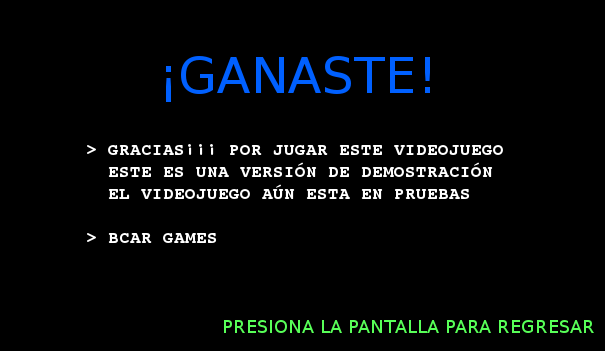 ¡GANASTE!
> GRACIAS¡¡¡ POR JUGAR ESTE VIDEOJUEGO
ESTE ES UNA VERSIÓN DE DEMOSTRACIÓN
EL VIDEOJUEGO AÚN ESTA EN PRUEBAS
> BCAR GAMES
PRESIONA LA PANTALLA PARA REGRESAR